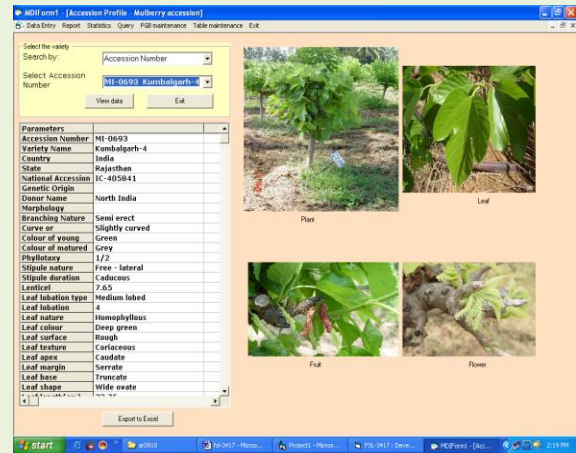 MDIForm1 - [Accession Profile - Mulberry accession]
Data Entry Report Statistics Query PGB maintenance Table maintenance Exit
Select the variety
Search by: Accession Number
Select Accession Number MI-0693 Kumbalgarh-4
View data Exit
Parameters
Accession Number MI-0693
Variety Name Kumbalgarh-4
Country India
State Rajasthan
National Accession IC-405841
Genetic Origin
Donor Name North India
Morphology
Branching Nature Semi erect
Curve or Slightly curved
Colour of young Green
Colour of matured Grey
Phyllotaxy 1/2
Stipule nature Free - lateral
Stipule duration Caducous
Lenticel 7.65
Leaf lobation type Medium lobed
Leaf lobation 4
Leaf nature Homophyllous
Leaf colour Deep green
Leaf surface Rough
Leaf texture Coriaceous
Leaf apex Caudate
Leaf margin Serrate
Leaf base Truncate
Leaf shape Wide ovate
Export to Excel
Plant
Leaf
Fruit
Flower
start
ar0910
Project1 - Micros...
MDIForm1 - [Acc...
2:19 PM